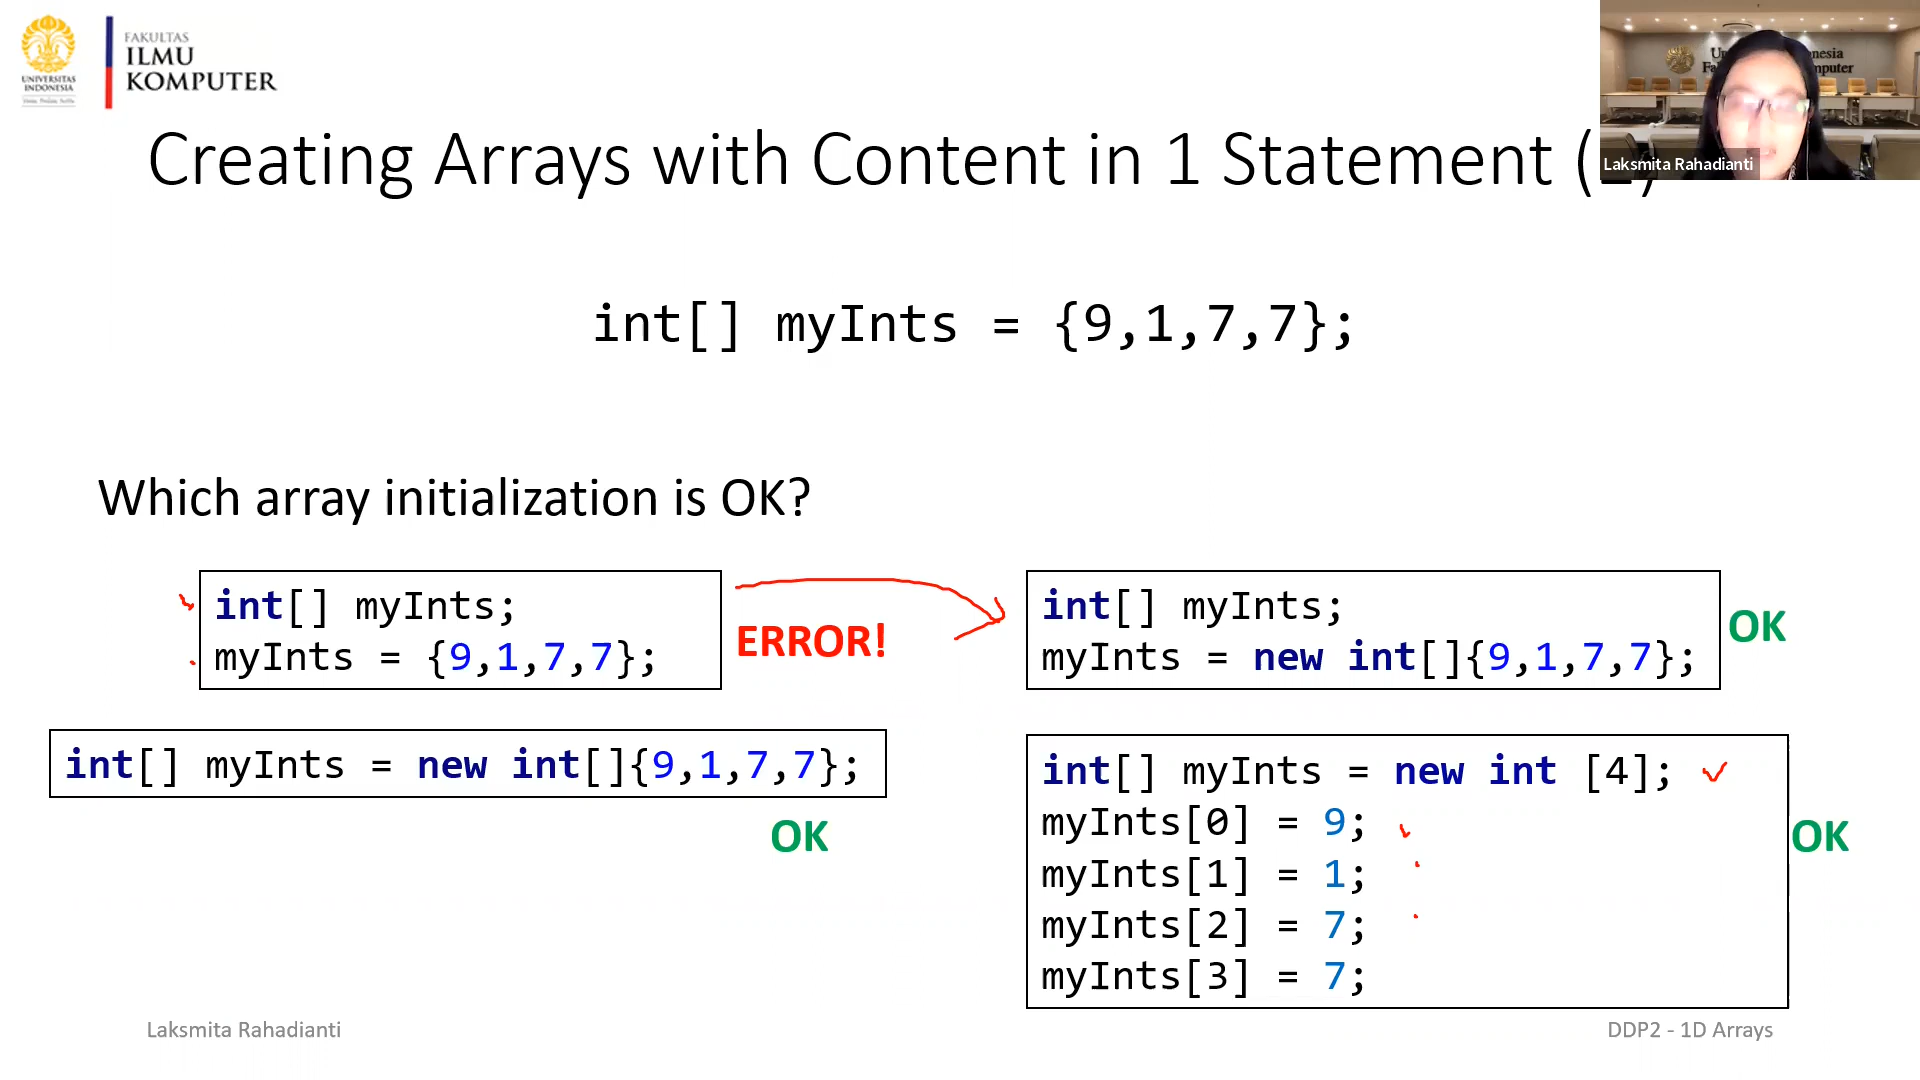 UNIVERSITAS
INDONESIA
FAKULTAS
ILMU
KOMPUTER
Laksmita Rahadianti
Creating Arrays with Content in 1 Statement (
int[] myInts = {9,1,7,7};
Which array initialization is OK?
int[] myInts;
myInts = {9,1,7,7};
ERROR!
int[] myInts;
myInts = new int[]{9,1,7,7};
OK
int[] myInts = new int[]{9,1,7,7};
OK
int[] myInts = new int [4];
myInts[0] = 9;
myInts[1] = 1;
myInts[2] = 7;
myInts[3] = 7;
OK
Laksmita Rahadianti
DDP2 - 1D Arrays